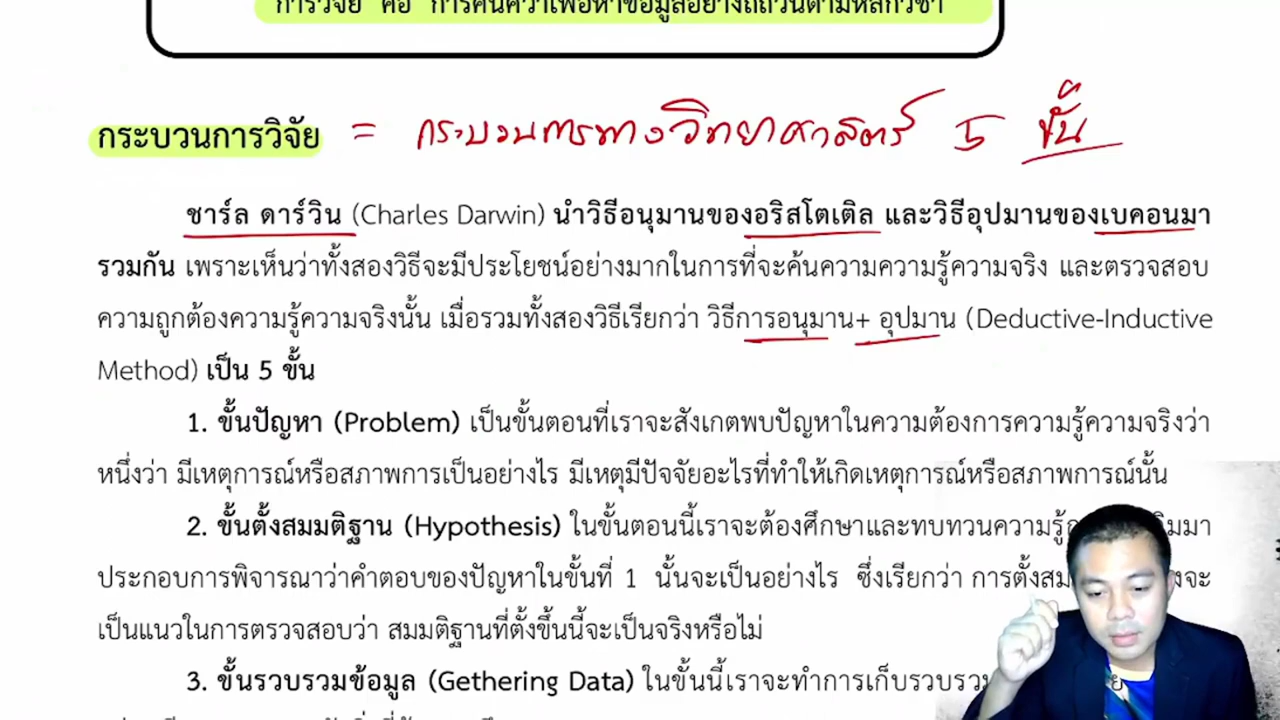 การวิจัย คือ การค้นคว้าเพื่อหาข้อมูลอย่างถี่ถ้วนตามหลักวิชา
กระบวนการวิจัย = กระบวนการทางวิทยาศาสตร์ 5 ขั้น
ชาร์ล ดาร์วิน (Charles Darwin) นำวิธีอนุมานของอริสโตเติล และวิธีอุปมานของเบคอนมา
รวมกัน เพราะเห็นว่าทั้งสองวิธีจะมีประโยชน์อย่างมากในการที่จะค้นความความรู้ความจริง และตรวจสอบ
ความถูกต้องความรู้ความจริงนั้น เมื่อรวมทั้งสองวิธีเรียกว่า วิธีการอนุมาน+ อุปมาน (Deductive-Inductive
Method) เป็น 5 ขั้น
1. ขั้นปัญหา (Problem) เป็นขั้นตอนที่เราจะสังเกตพบปัญหาในความต้องการความรู้ความจริงว่า
หนึ่งว่า มีเหตุการณ์หรือสภาพการเป็นอย่างไร มีเหตุมีปัจจัยอะไรที่ทำให้เกิดเหตุการณ์หรือสภาพการณ์นั้น
2. ขั้นตั้งสมมติฐาน (Hypothesis) ในขั้นตอนนี้เราจะต้องศึกษาและทบทวนความรู้
ประกอบการพิจารณาว่าคำตอบของปัญหาในขั้นที่ 1 นั้นจะเป็นอย่างไร ซึ่งเรียกว่า การตั้งสม
เป็นแนวในการตรวจสอบว่า สมมติฐานที่ตั้งขึ้นนี้จะเป็นจริงหรือไม่
3. ขั้นรวบรวมข้อมูล (Gethering Data) ในขั้นนี้เราจะทำการเก็บรวบรวม